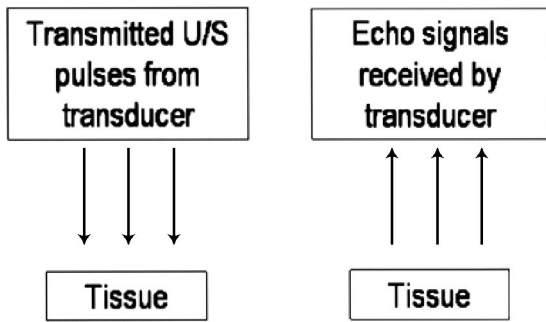 Transmitted U/S
pulses from
transducer
Echo signals
received by
transducer
Tissue
Tissue